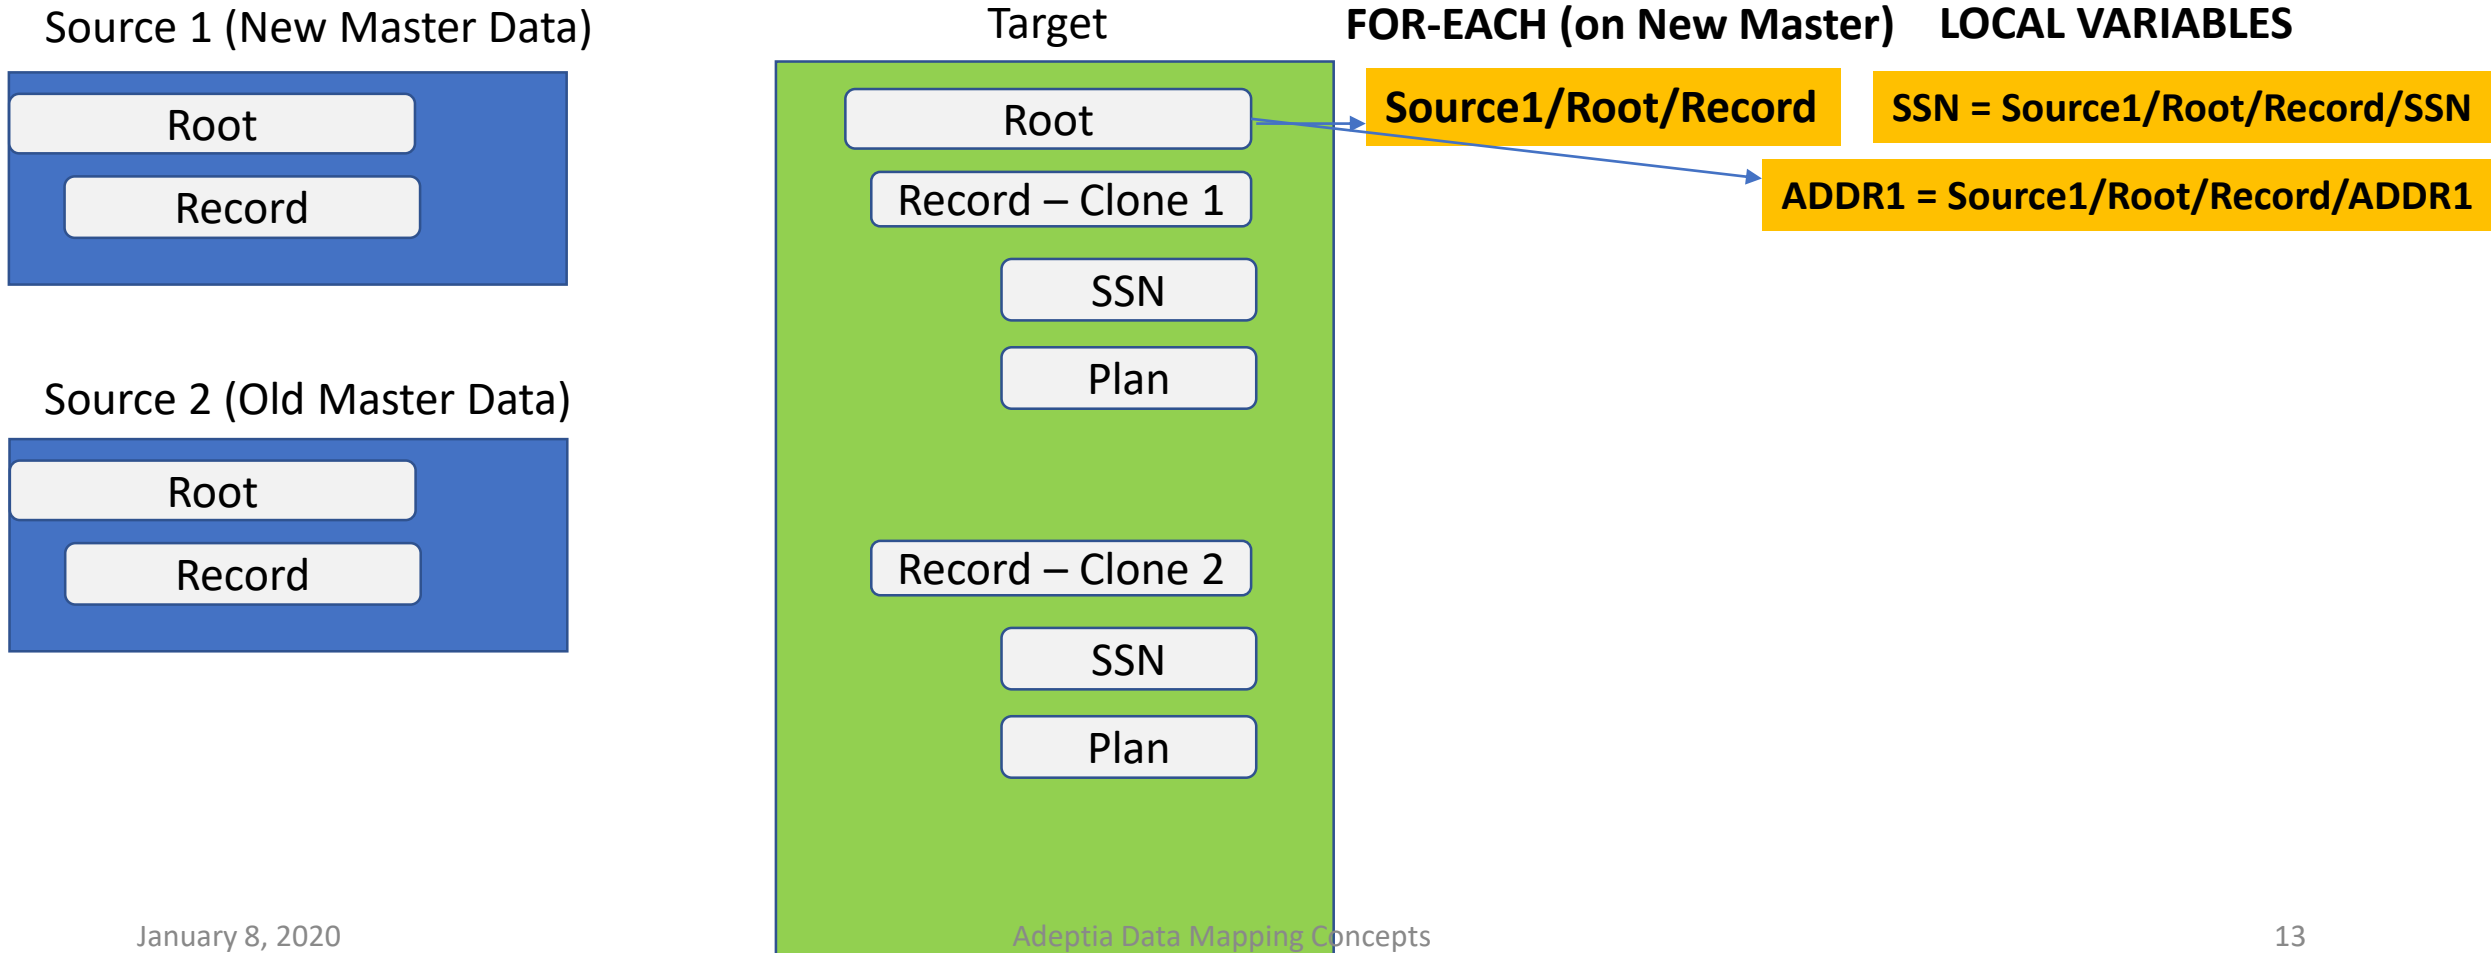 Source 1 (New Master Data)
Root
Record
Source 2 (Old Master Data)
Root
Record
Target
Root
Record – Clone 1
SSN
Plan
Record – Clone 2
SSN
Plan
FOR-EACH (on New Master)
LOCAL VARIABLES
Source1/Root/Record
SSN = Source1/Root/Record/SSN
ADDR1 = Source1/Root/Record/ADDR1
January 8, 2020
Adeptia Data Mapping Concepts
13